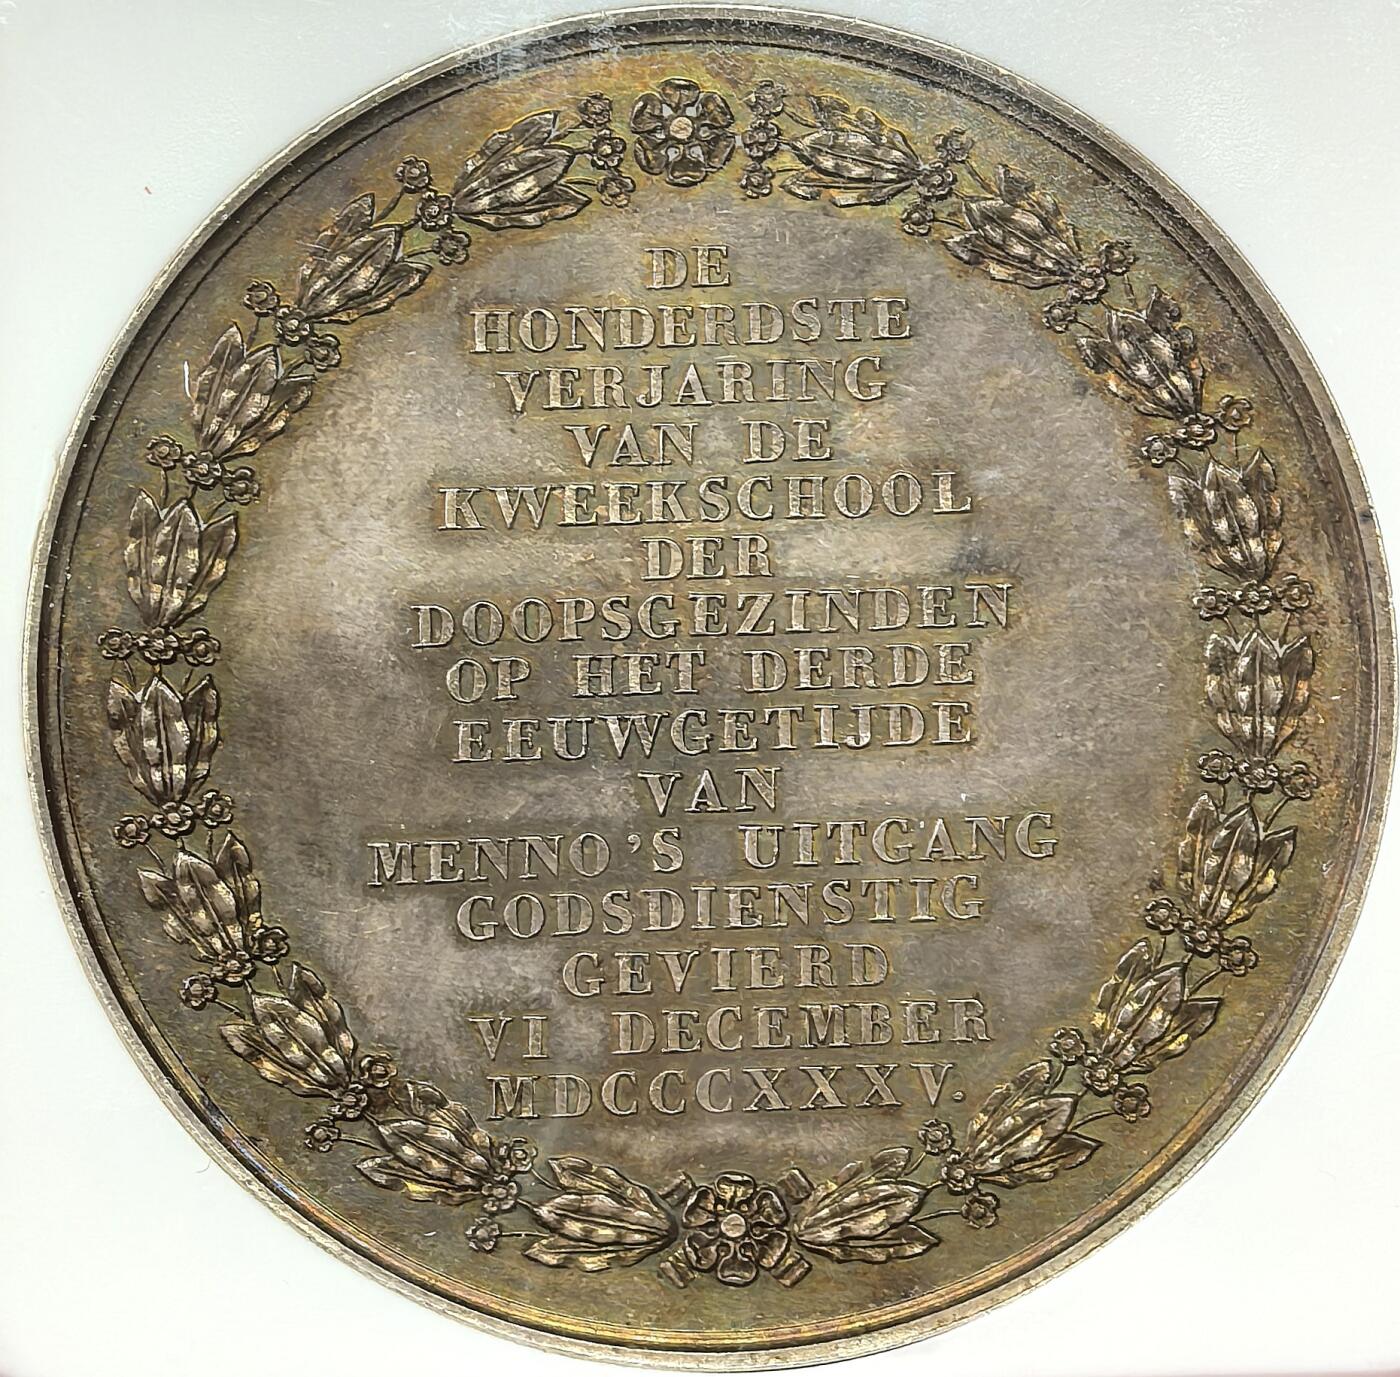 DE
HONDERDSTE
VERJARING
VAN DE
KWEEKSCHOOL
DER
DOOPSGEZINDEN
OP HET DERDE
EEUWGETIJDE
VAN
MENNO'S UITGANG
GODSDIENSTIG
GEVIERD
VI DECEMBER
MDCCCXXXV.